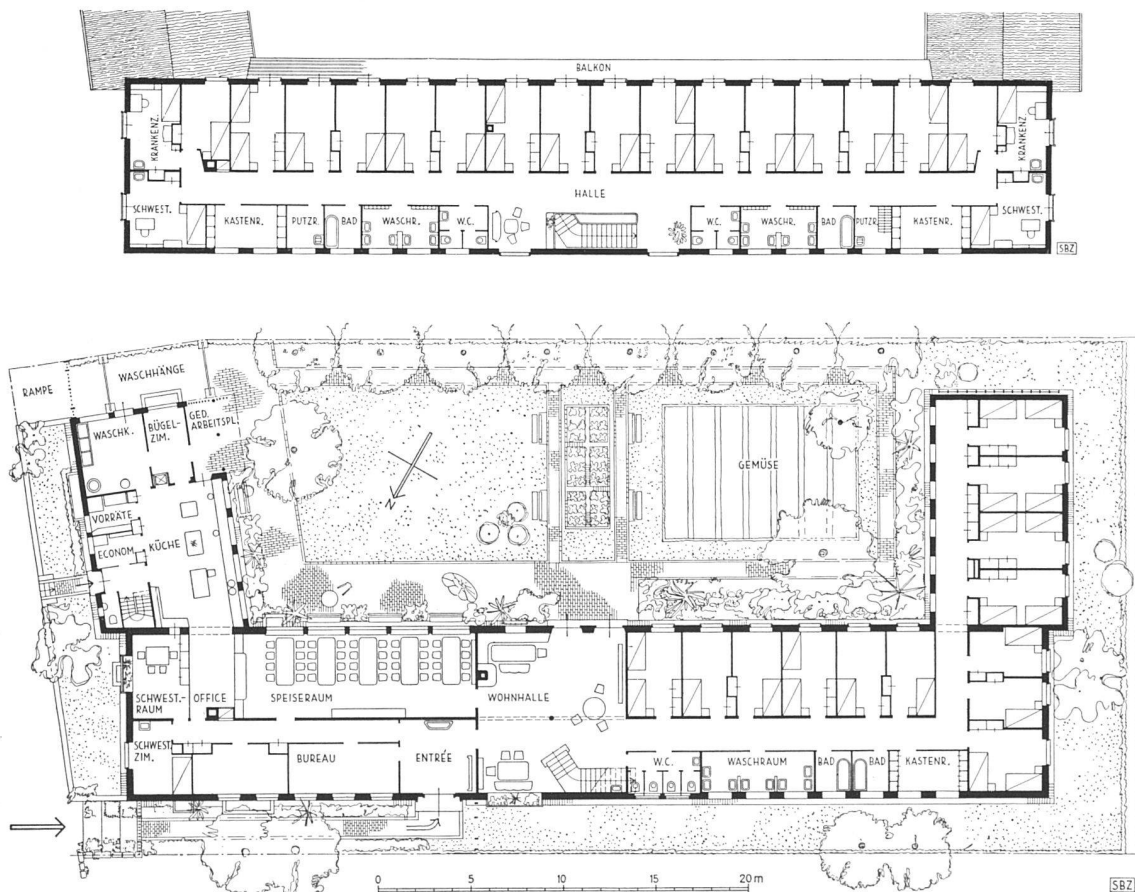 BALKON
KRANKENZ.
KRANKENZ.
HALLE
SCHWEST.
KASTENR.
PUTZR.
BAD
WASCHR.
W.C.
W.C.
WASCHR.
BAD
PUTZR.
KASTENR.
SCHWEST.
SBZ
RAMPE
WASCHHÄNGE
WASCHK.
BÜGEL-
ZIM.
GED.
ARBEITSPL.
N
GEMÜSE
VORRÄTE
ECONOM.
KÜCHE
SCHWEST.-
RAUM
OFFICE
SPEISERAUM
WOHNHALLE
SCHWEST.
ZIM.
BUREAU
ENTRÉE
W.C.
WASCHRAUM
BAD
BAD
KASTENR.
0 5 10 15 20 m
SBZ